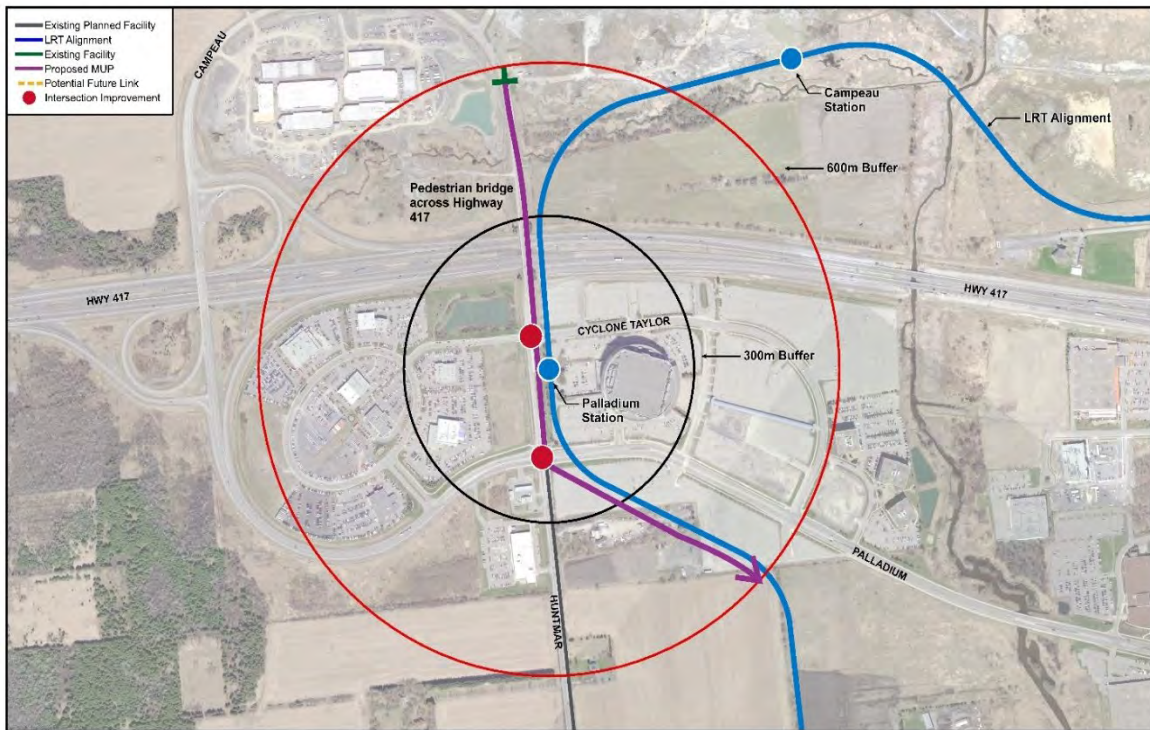 Existing Planned Facility
LRT Alignment
Existing Facility
Proposed MUP
Potential Future Link
Intersection Improvement
CAMPEAU
Campeau
Station
LRT Alignment
600m Buffer
Pedestrian bridge
across Highway
417
HWY 417
HWY 417
CYCLONE TAYLOR
300m Buffer
Palladium
Station
PALLADIUM
HUNTMAR